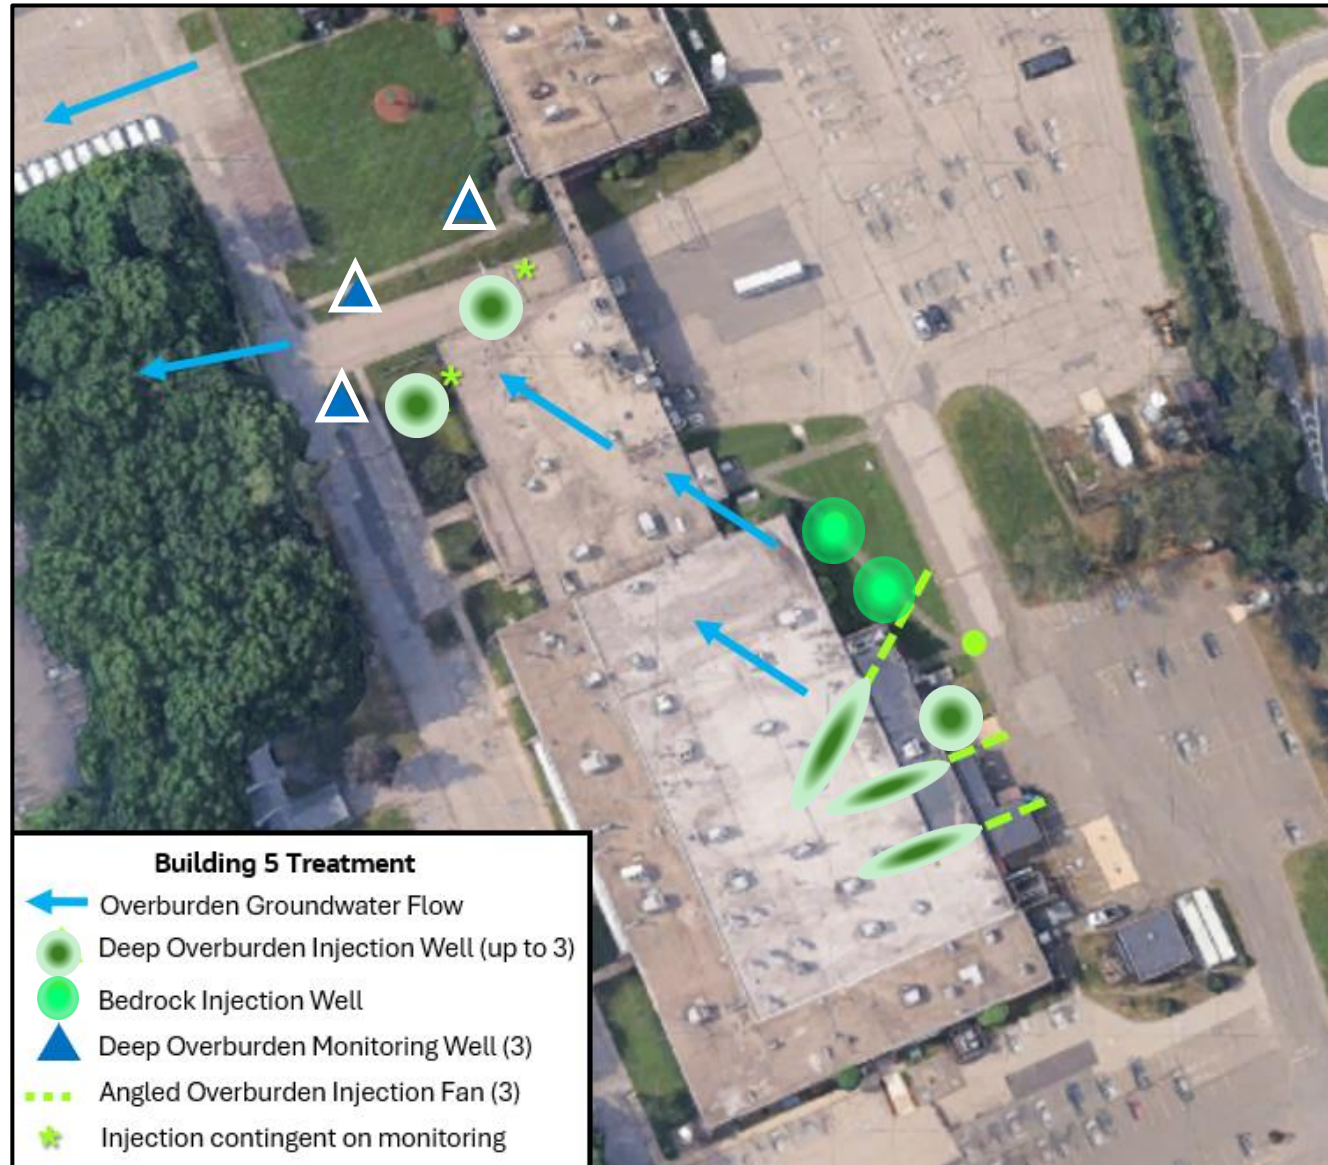 Building 5 Treatment
Overburden Groundwater Flow
Deep Overburden Injection Well (up to 3)
Bedrock Injection Well
Deep Overburden Monitoring Well (3)
Angled Overburden Injection Fan (3)
Injection contingent on monitoring